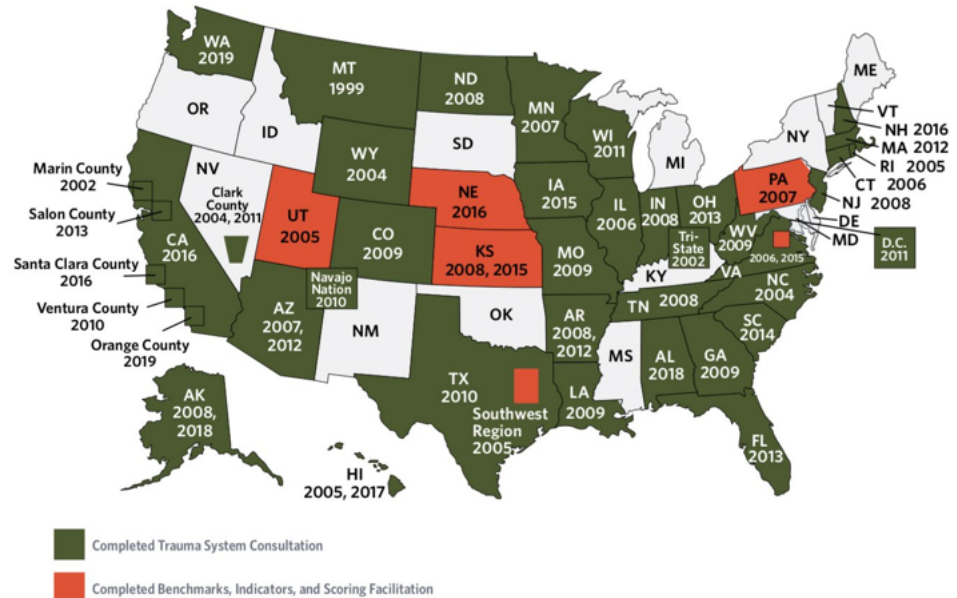 WA
2019
MT
1999
ND
2008
MN
2007
WI
2011
ME
VT
NH 2016
MA 2012
RI 2005
CT 2006
NJ 2008
DE
MD
D.C.
2011
OR
ID
SD
MI
NY
WY
2004
Marin County
2002
Salon County
2013
Santa Clara County
2016
Ventura County
2010
Orange County
2019
NV
Clark
County
2004, 2011
CA
2016
UT
2005
NE
2016
IA
2015
IL
2006
IN
2008
OH
2013
PA
2007
CO
2009
KS
2008, 2015
MO
2009
Tri-
State
2002
WV
2009
2006, 2015
VA
KY
Navajo
Nation
2010
AZ
2007,
2012
NM
OK
AR
2008,
2012
TN 2008
NC
2004
SC
2014
MS
AL
2018
GA
2009
TX
2010
Southwest
Region
2005
LA
2009
FL
2013
AK
2008,
2018
HI
2005, 2017
Completed Trauma System Consultation
Completed Benchmarks, Indicators, and Scoring Facilitation